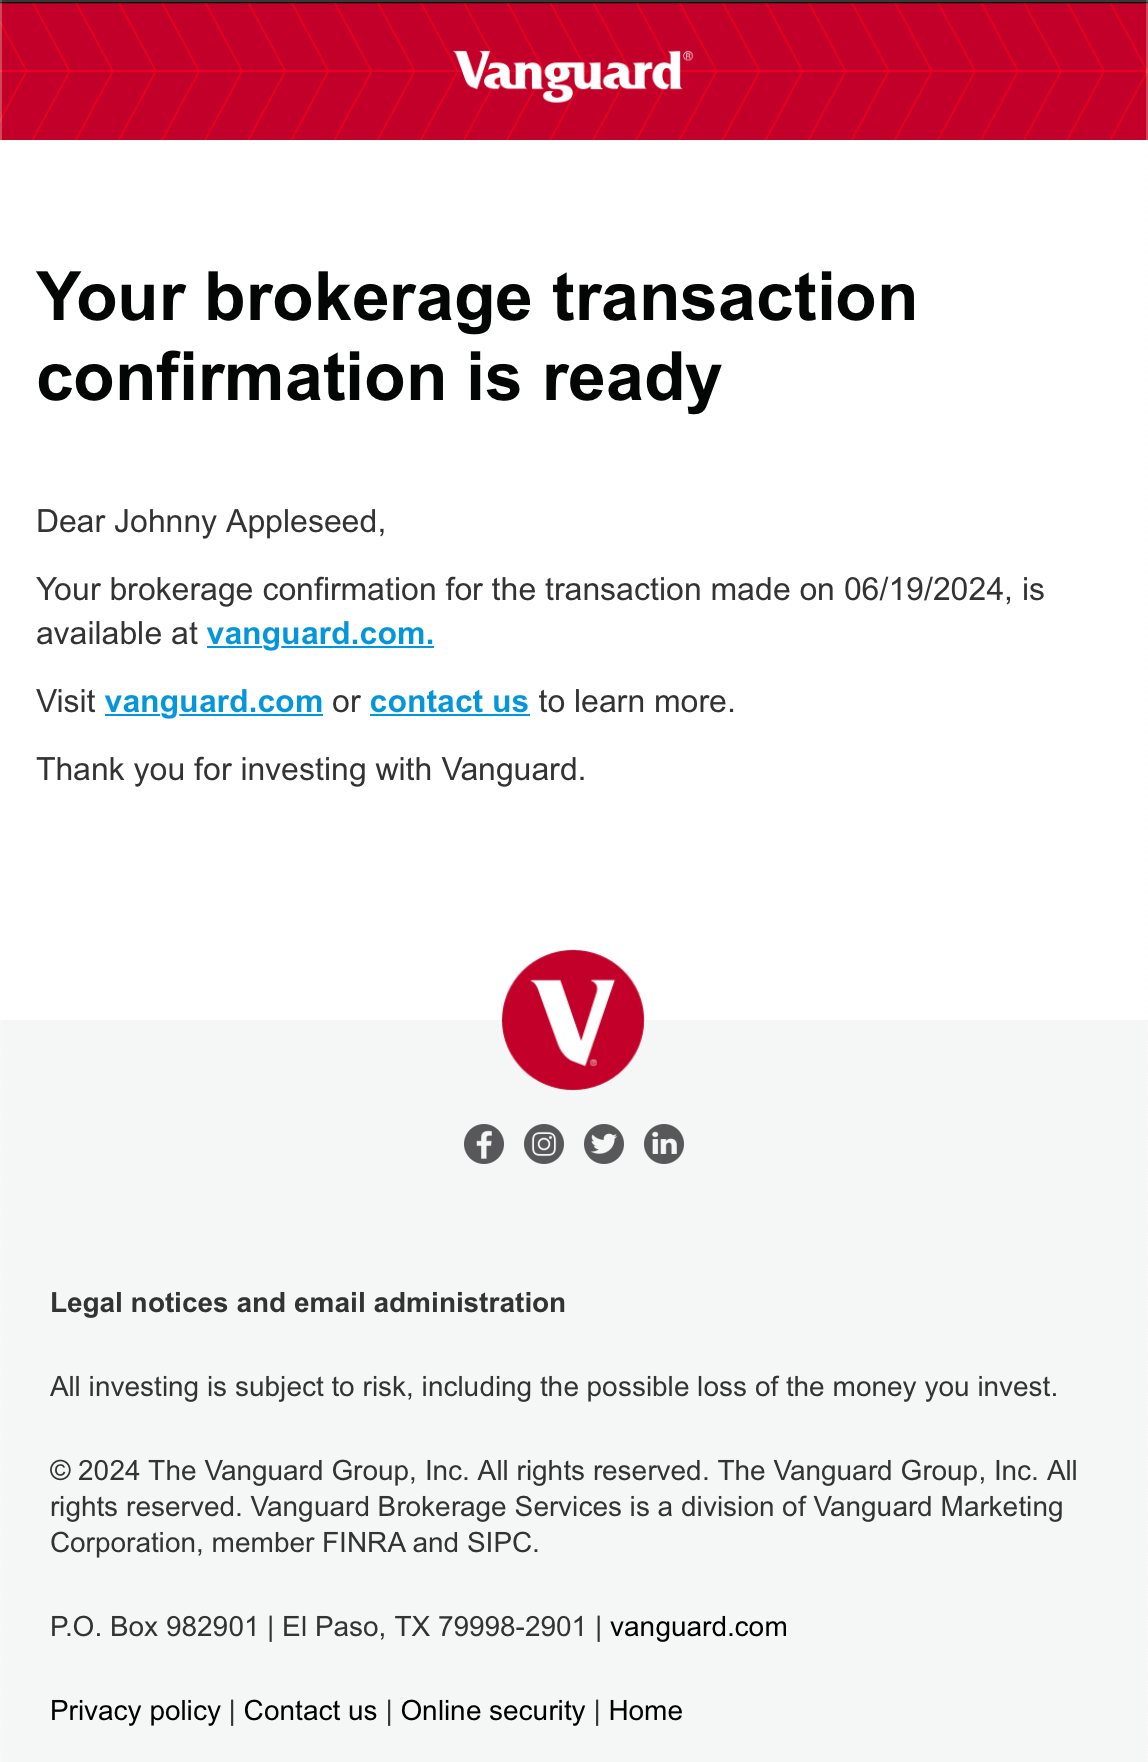 Vanguard®
Your brokerage transaction
confirmation is ready
Dear Johnny Appleseed,
Your brokerage confirmation for the transaction made on 06/19/2024, is
available at vanguard.com.
Visit vanguard.com or contact us to learn more.
Thank you for investing with Vanguard.
V®
f in
Legal notices and email administration
All investing is subject to risk, including the possible loss of the money you invest.
© 2024 The Vanguard Group, Inc. All rights reserved. The Vanguard Group, Inc. All
rights reserved. Vanguard Brokerage Services is a division of Vanguard Marketing
Corporation, member FINRA and SIPC.
P.O. Box 982901 | El Paso, TX 79998-2901 | vanguard.com
Privacy policy | Contact us | Online security | Home